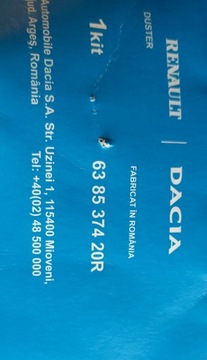 RENAULT | DACIA
DUSTER
FABRICAT ÎN ROMÂNIA
1kit
63 85 374 20R
Automobile Dacia S.A. Str. Uzinei 1, 115400 Mioveni,
jud. Argeș, România
Tel: +40(02) 48 500 000